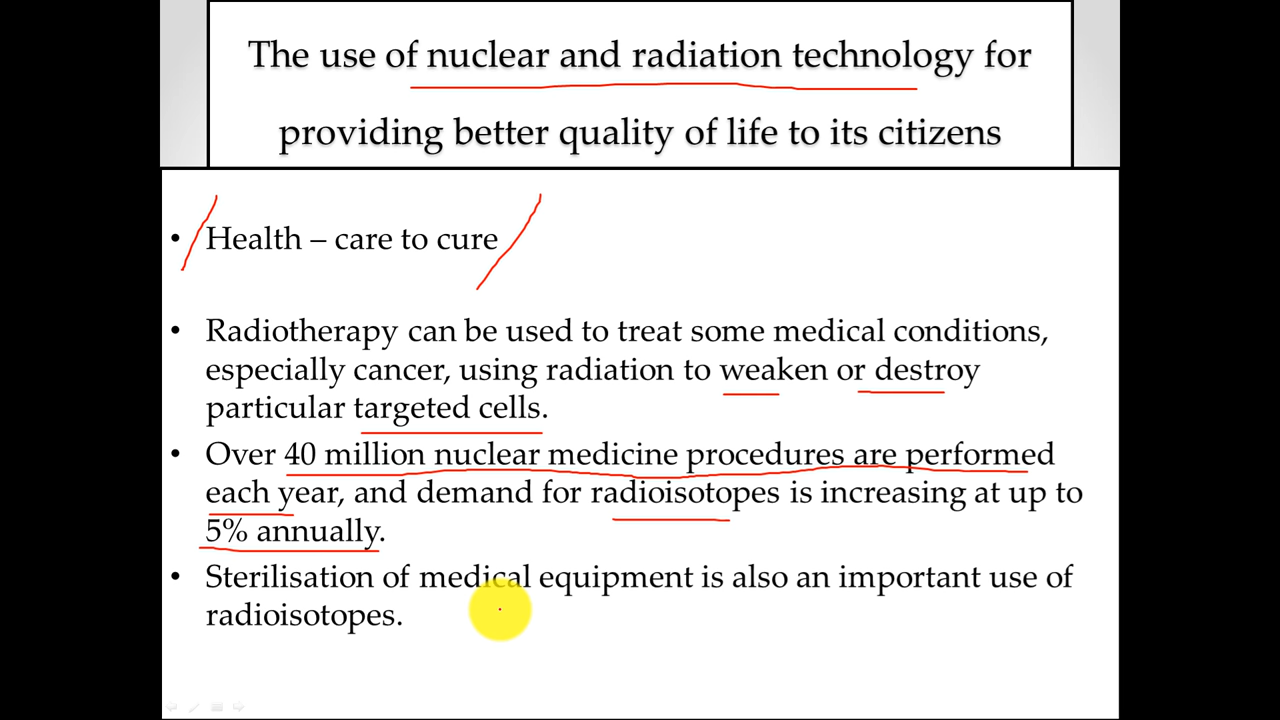 The use of nuclear and radiation technology for
providing better quality of life to its citizens
• Health – care to cure
• Radiotherapy can be used to treat some medical conditions,
especially cancer, using radiation to weaken or destroy
particular targeted cells.
• Over 40 million nuclear medicine procedures are performed
each year, and demand for radioisotopes is increasing at up to
5% annually.
• Sterilisation of medical equipment is also an important use of
radioisotopes.